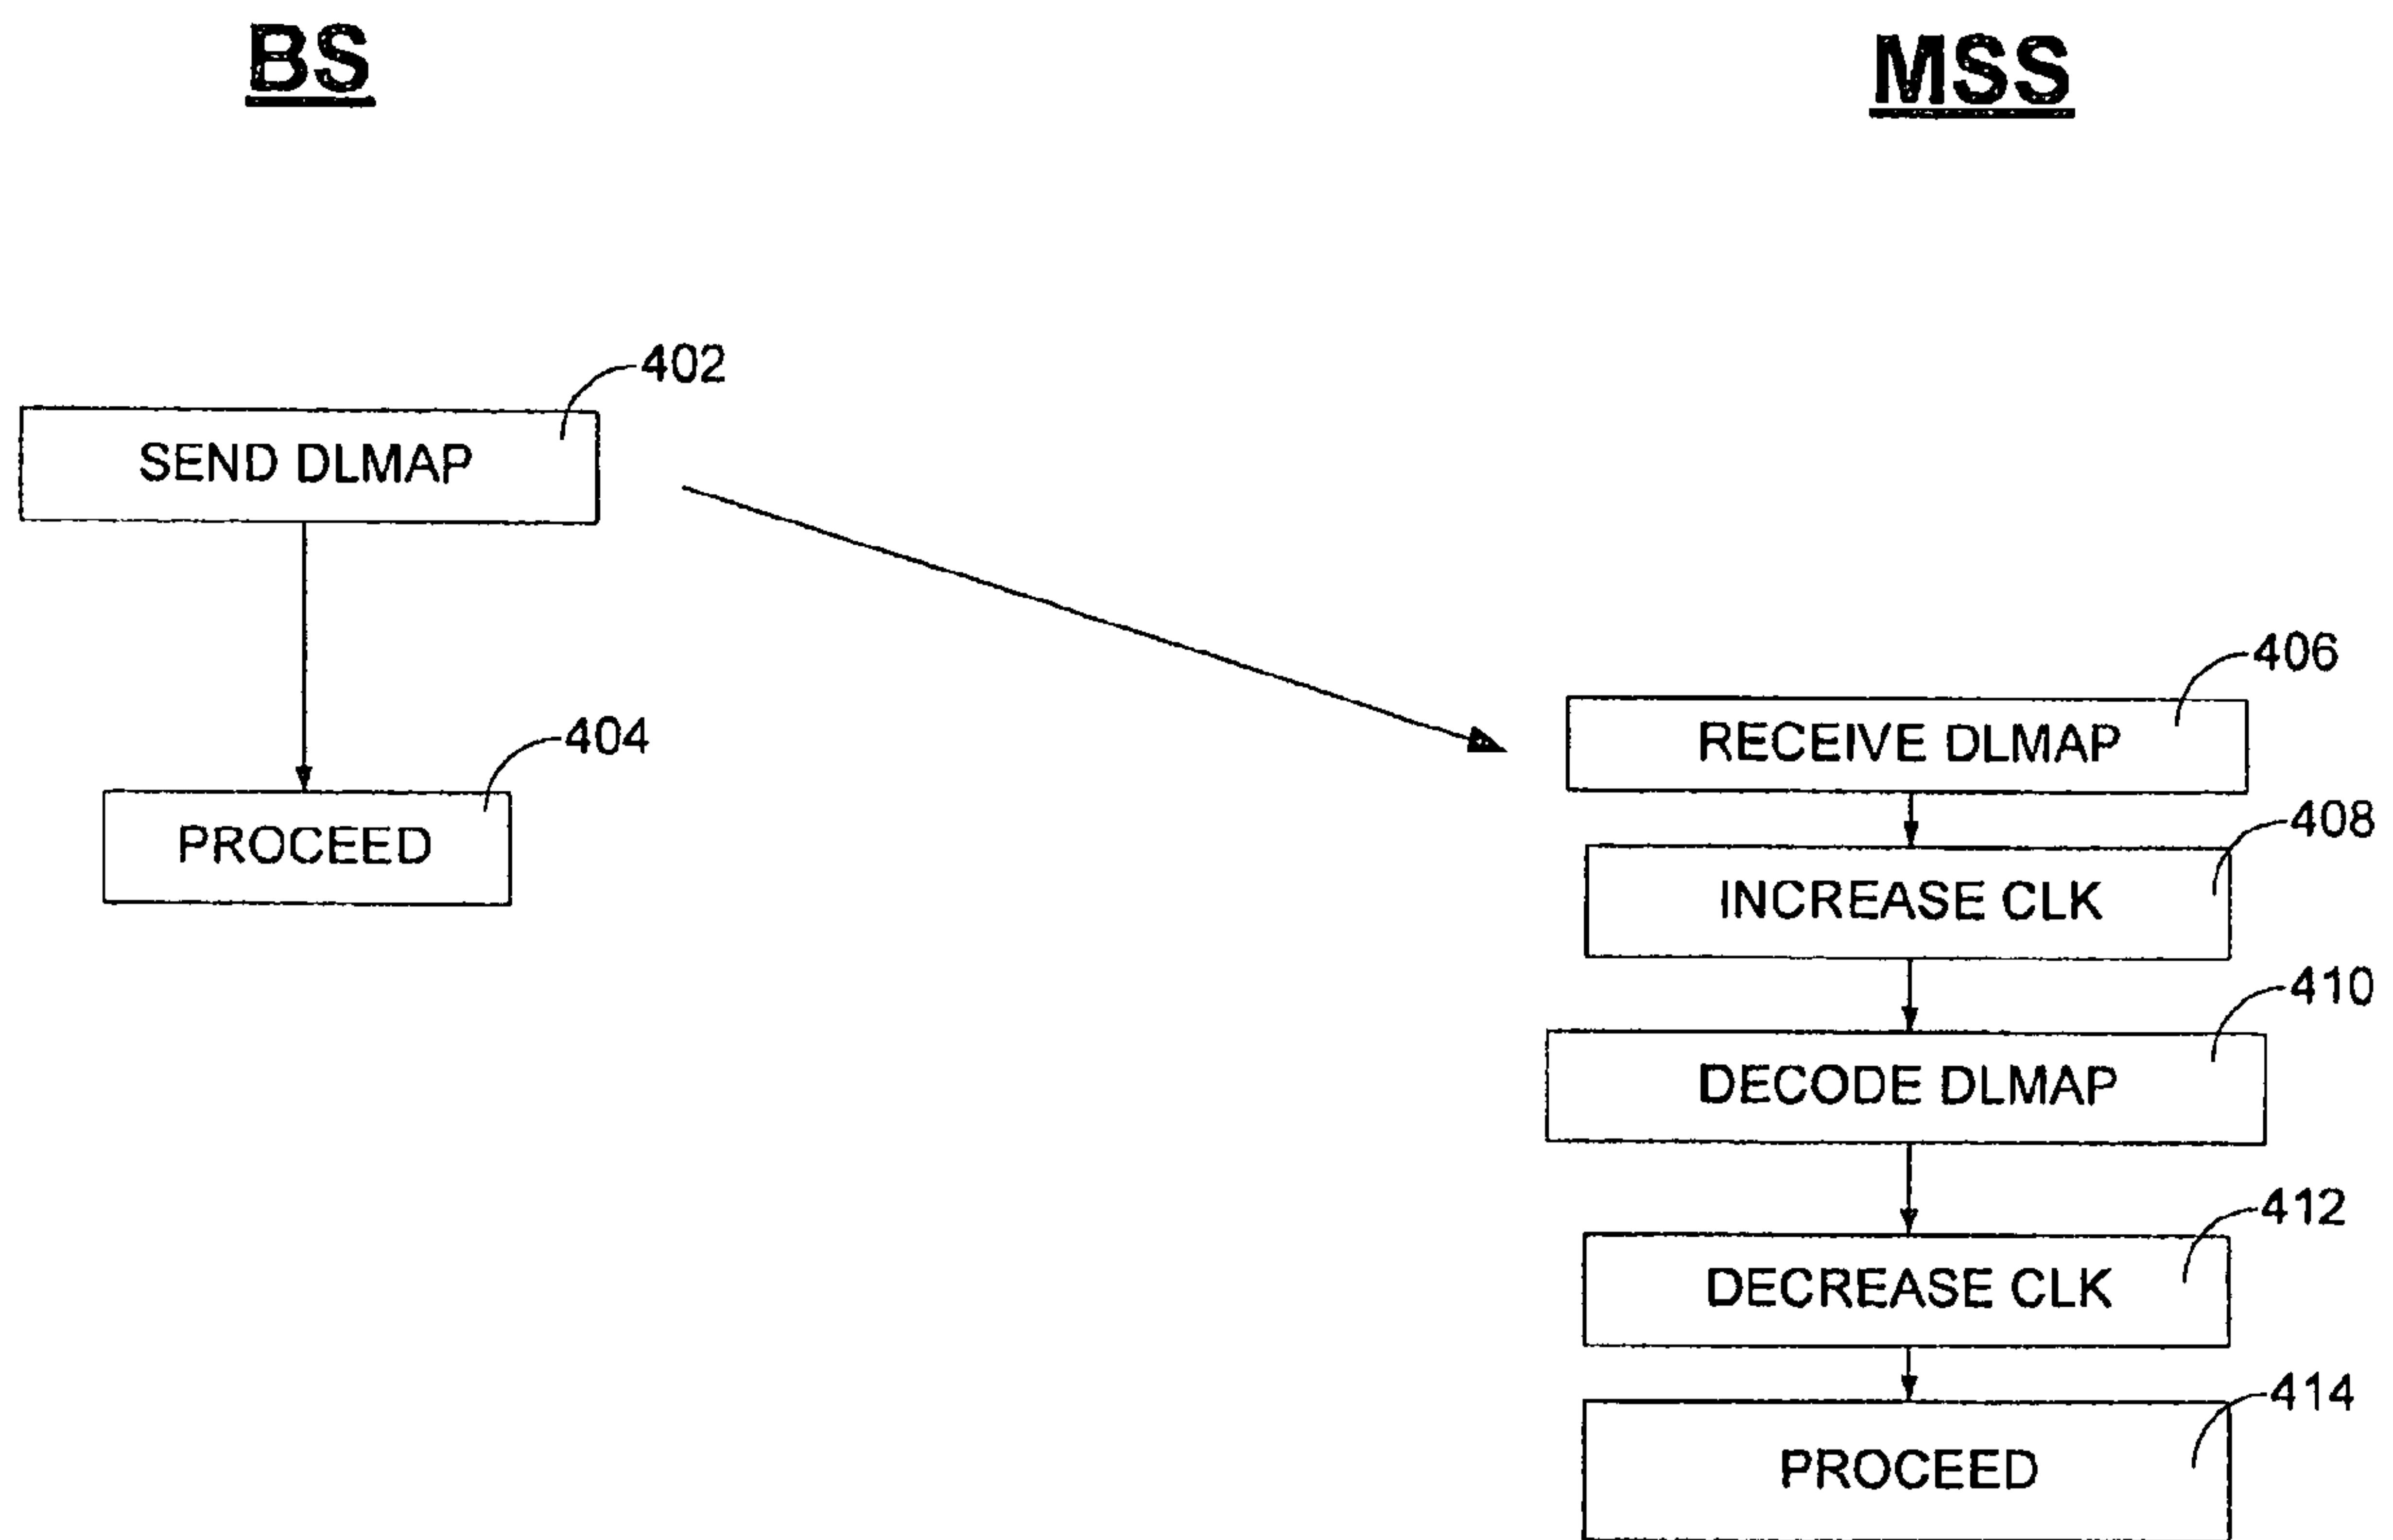 BS
MSS
402
SEND DLMAP
406
RECEIVE DLMAP
404
PROCEED
408
INCREASE CLK
410
DECODE DLMAP
412
DECREASE CLK
414
PROCEED